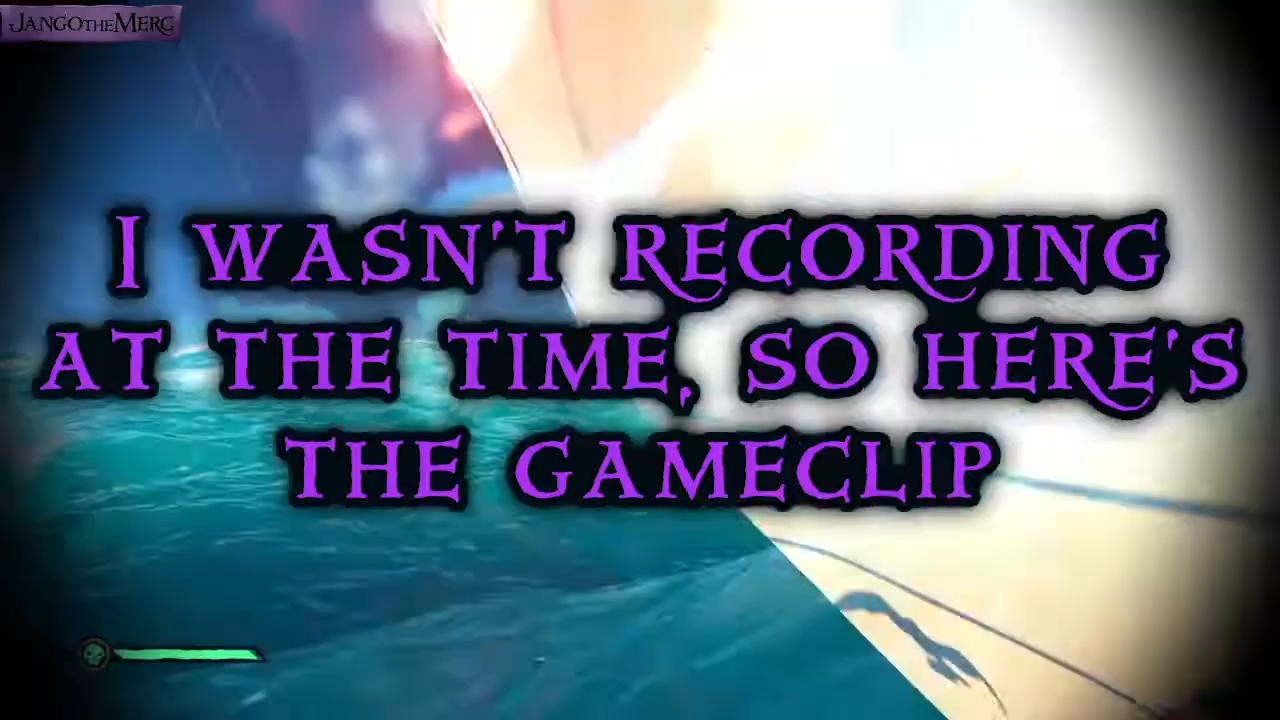 JangotheMerc
I wasn't recording
at the time, so here's
the gameclip